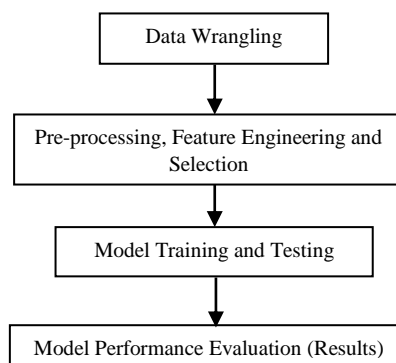 Data Wrangling
Pre-processing, Feature Engineering and
Selection
Model Training and Testing
Model Performance Evaluation (Results)